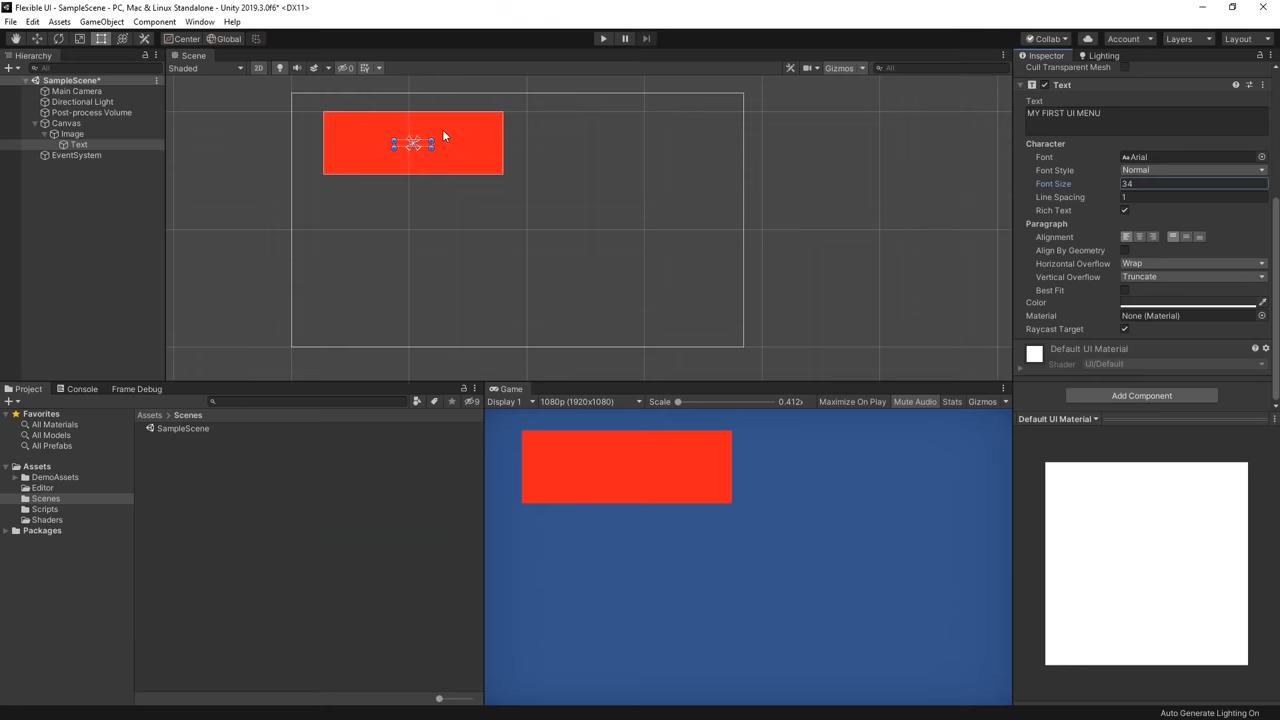 Flexible UI - SampleScene - PC, Mac & Linux Standalone - Unity 2019.3.0f6* <DX11>
File Edit Assets GameObject Component Window Help
Center Global Collab Account Layers Layout
Hierarchy
All
SampleScene*
Main Camera
Directional Light
Post-process Volume
Canvas
Image
Text
EventSystem
Scene
Shaded 2D 0 Gizmos All
Inspector Lighting
Cull Transparent Mesh
Text
Text
MY FIRST UI MENU
Character
Font Arial
Font Style Normal
Font Size 34
Line Spacing 1
Rich Text
Paragraph
Alignment
Align By Geometry
Horizontal Overflow Wrap
Vertical Overflow Truncate
Best Fit
Color
Material None (Material)
Raycast Target
Default UI Material
Shader UI/Default
Add Component
Default UI Material
Project Console Frame Debug
9
Favorites
All Materials
All Models
All Prefabs
Assets
DemoAssets
Editor
Scenes
Scripts
Shaders
Packages
Assets > Scenes
SampleScene
Game
Display 1 1080p (1920x1080) Scale 0.412x Maximize On Play Mute Audio Stats Gizmos
Auto Generate Lighting On